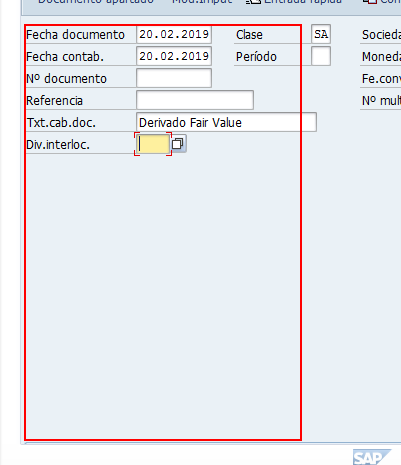 Documento apartado Mod.imput Entrada rápida Con
Fecha documento 20.02.2019 Clase SA Socieda
Fecha contab. 20.02.2019 Período Moneda
Nº documento Fe.conv
Referencia Nº mult
Txt.cab.doc. Derivado Fair Value
Div.interloc.
SAP